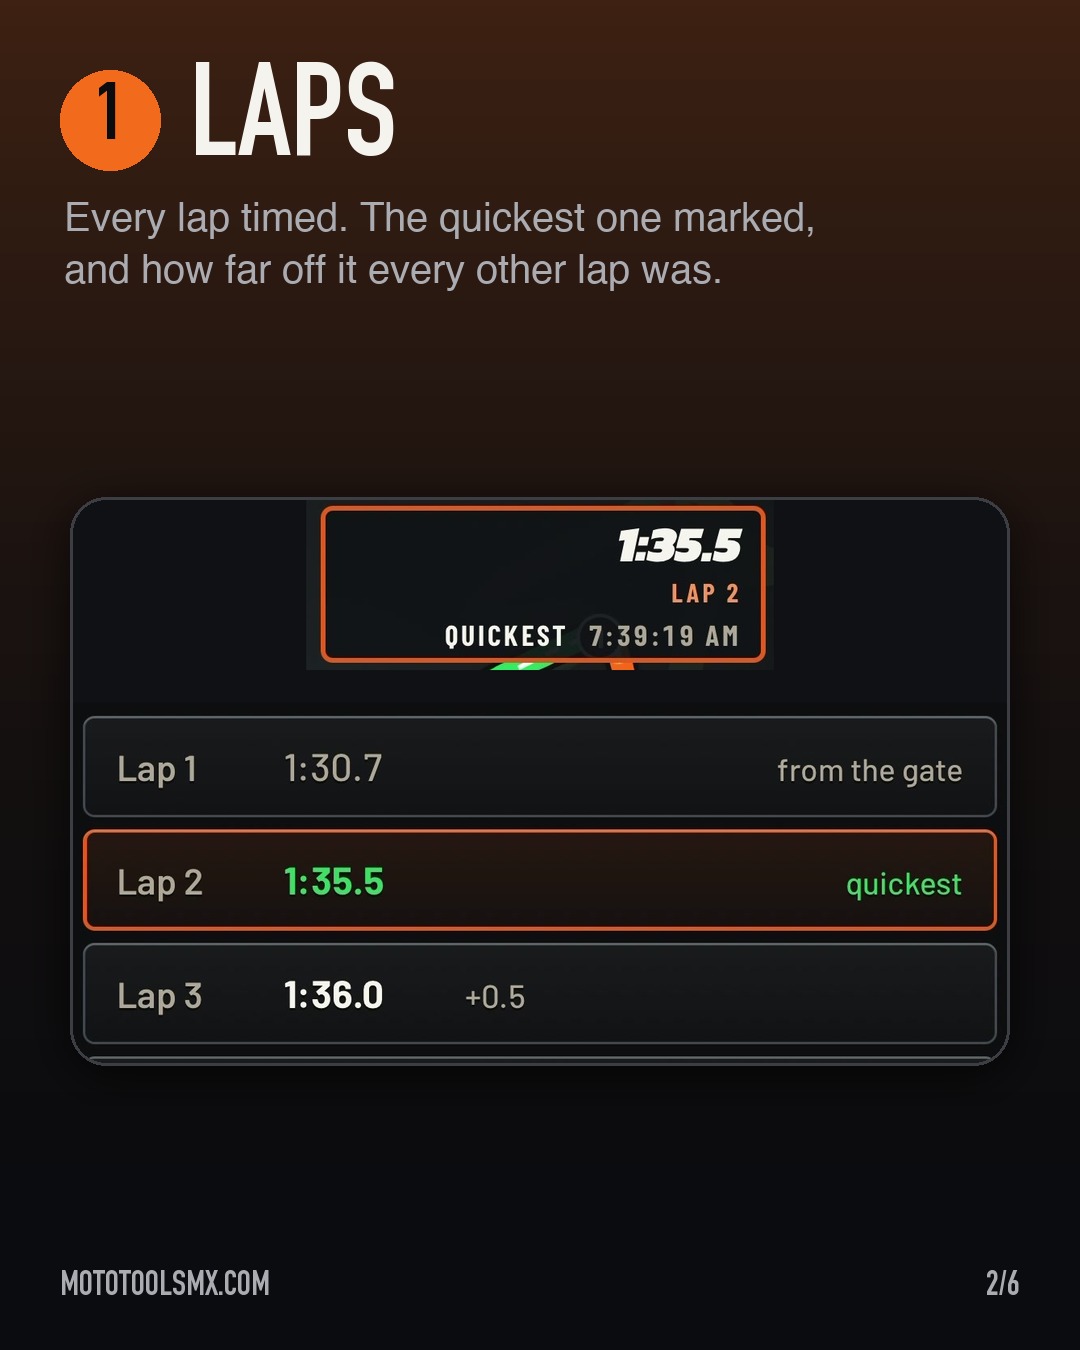 1 LAPS
Every lap timed. The quickest one marked,
and how far off it every other lap was.
1:35.5
LAP 2
QUICKEST 7:39:19 AM
Lap 1 1:30.7 from the gate
Lap 2 1:35.5 quickest
Lap 3 1:36.0 +0.5
MOTOTOOLSMX.COM 2/6